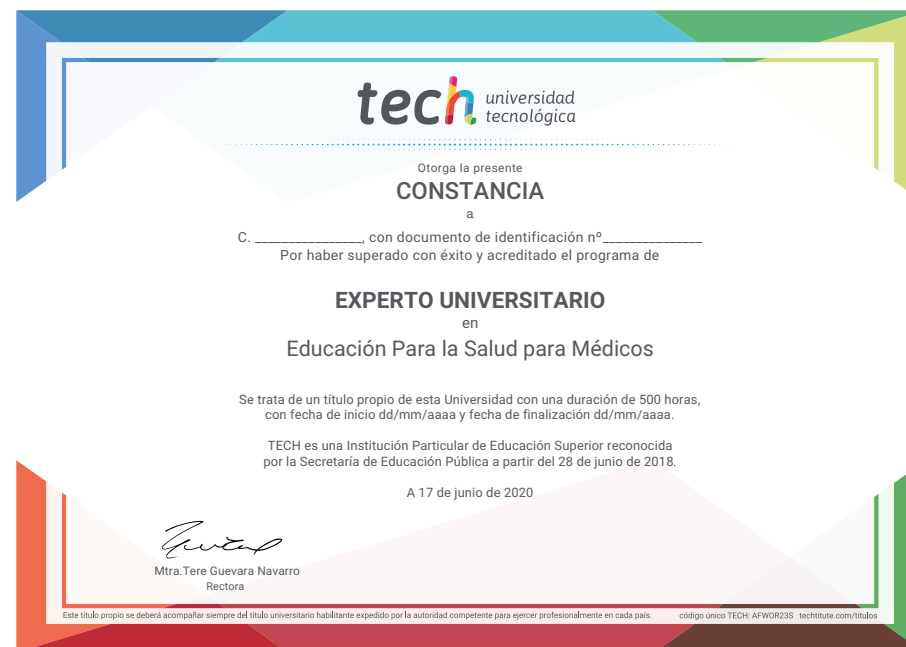 tech universidad
tecnológica
Otorga la presente
CONSTANCIA
a
C. ________________, con documento de identificación nº_______________
Por haber superado con éxito y acreditado el programa de
EXPERTO UNIVERSITARIO
en
Educación Para la Salud para Médicos
Se trata de un título propio de esta Universidad con una duración de 500 horas,
con fecha de inicio dd/mm/aaaa y fecha de finalización dd/mm/aaaa.
TECH es una Institución Particular de Educación Superior reconocida
por la Secretaría de Educación Pública a partir del 28 de junio de 2018.
A 17 de junio de 2020
Mtra.Tere Guevara Navarro
Rectora
Este título propio se deberá acompañar siempre del título universitario habilitante expedido por la autoridad competente para ejercer profesionalmente en cada país. código único TECH: AFWOR23S techtitute.com/títulos